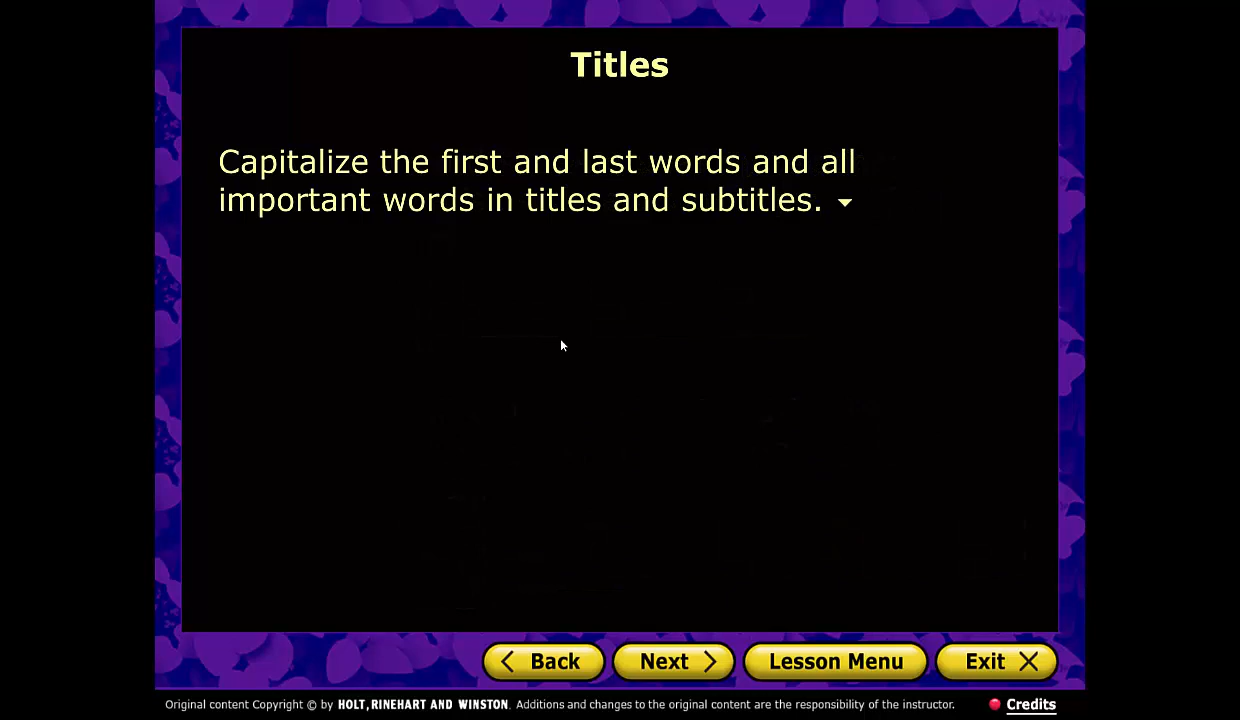 Titles
Capitalize the first and last words and all
important words in titles and subtitles.
Back
Next
Lesson Menu
Exit
Original content Copyright © by HOLT, RINEHART AND WINSTON. Additions and changes to the original content are the responsibility of the instructor.
Credits